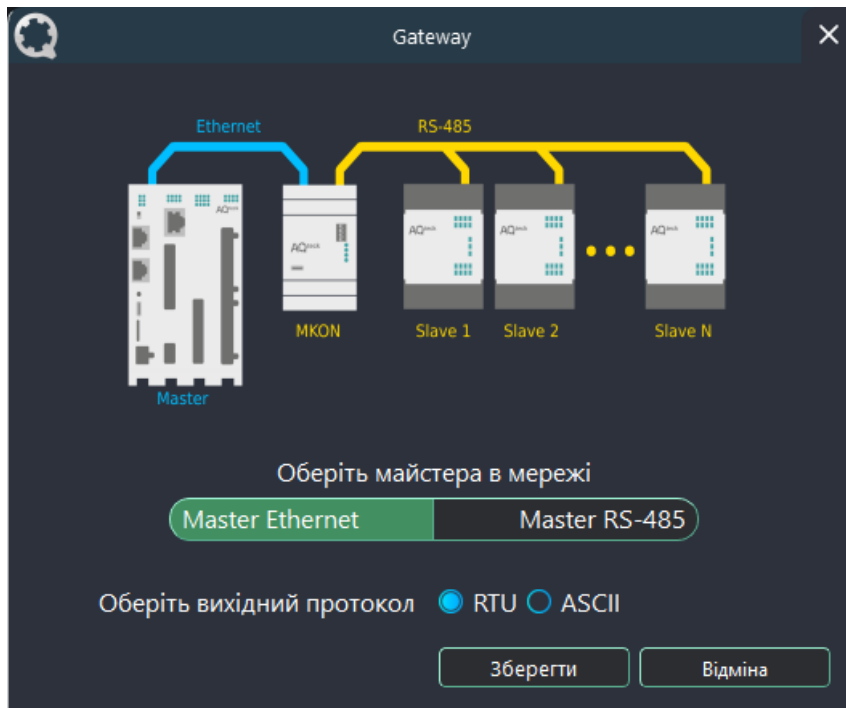 Gateway
Ethernet RS-485
MKON Slave 1 Slave 2 Slave N
Master
Оберіть майстера в мережі
Master Ethernet Master RS-485
Оберіть вихідний протокол RTU ASCII
Зберегти Відміна